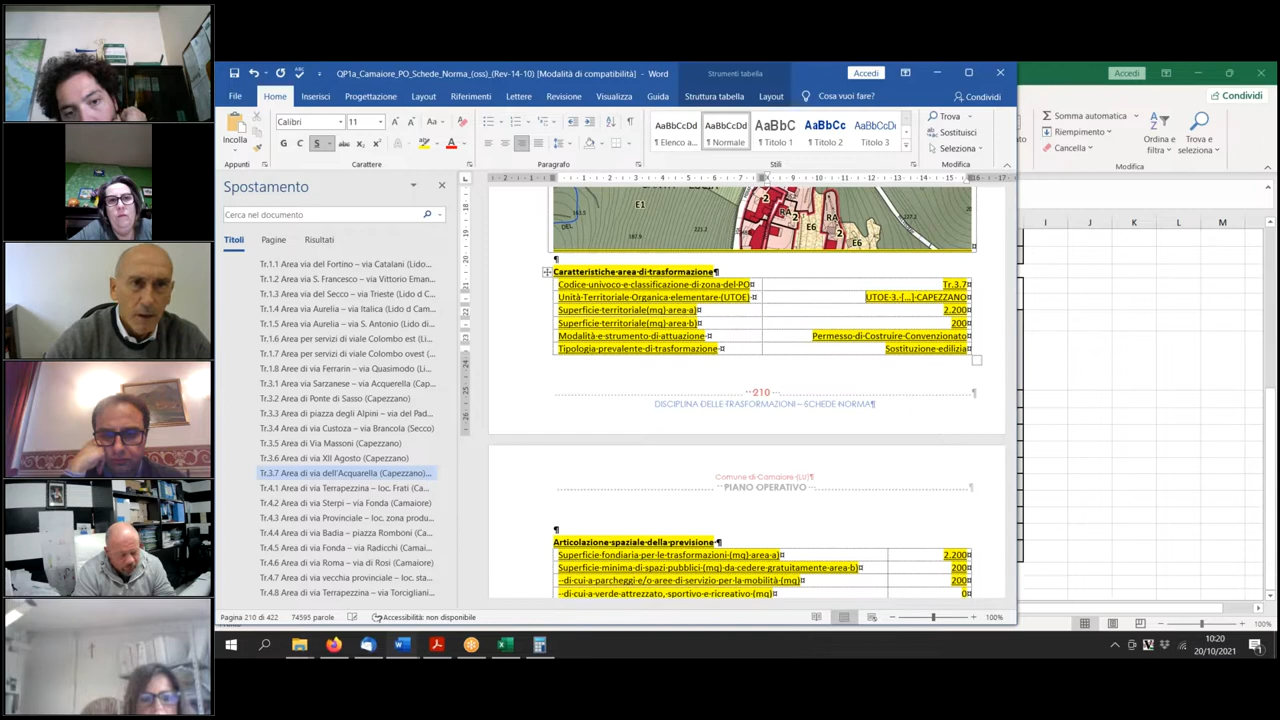 QP1a_Camaiore_PO_Schede_Norma_(oss)_(Rev-14-10) [Modalità di compatibilità] - Word
Strumenti tabella
Accedi
Accedi
File
Home
Inserisci
Progettazione
Layout
Riferimenti
Lettere
Revisione
Visualizza
Guida
Struttura tabella
Layout
Cosa vuoi fare?
Condividi
Condividi
Incolla
Appunti
Calibri
11
Carattere
Paragrafo
AaBbCcDd
¶ Elenco a...
AaBbCcDd
¶ Normale
AaBbC
¶ Titolo 1
AaBbCc
¶ Titolo 2
AaBbCcD
¶ Titolo 3
Stili
Trova
Sostituisci
Seleziona
Modifica
Somma automatica
Riempimento
Cancella
Ordina e filtra
Trova e seleziona
Modifica
Spostamento
Cerca nel documento
Titoli
Pagine
Risultati
Tr.1.1 Area via del Fortino – via Catalani (Lido di...
Tr.1.2 Area via S. Francesco – via Vittorio Eman...
Tr.1.3 Area via del Secco – via Trieste (Lido di C...
Tr.1.4 Area via Aurelia – via Italica (Lido d Cam...
Tr.1.5 Area via Aurelia – via S. Antonio (Lido di...
Tr.1.6 Area per servizi di viale Colombo est (Li...
Tr.1.7 Area per servizi di viale Colombo ovest (...
Tr.1.8 Area via Ferrarin – via Quasimodo (Lid...
Tr.3.1 Area via Sarzanese – via Acquerella (Cap...
Tr.3.2 Area di Ponte di Sasso (Capezzano)
Tr.3.3 Area di piazza degli Alpini – via del Pad...
Tr.3.4 Area di via Custoza – via Brancola (Secco)
Tr.3.5 Area di Via Massoni (Capezzano)
Tr.3.6 Area di via XII Agosto (Capezzano)
Tr.3.7 Area di via dell'Acquarella (Capezzano)...
Tr.4.1 Area di via Terrapezzina – loc. Frati (Ca...
Tr.4.2 Area di via Sterpi – via Fonda (Camaiore)
Tr.4.3 Area di via Provinciale – loc. zona produ...
Tr.4.4 Area di via Badia – piazza Romboni (Ca...
Tr.4.5 Area di via Fonda – via Radicchi (Camai...
Tr.4.6 Area di via Roma – via di Rosi (Camaiore)
Tr.4.7 Area di via vecchia provinciale – loc. sta...
Tr.4.8 Area di via Terrapezzina – via Torcigliani...
E1
161.5
187.9
221.2
227.2
DEL
RA
RA
2
2
2
E6
E6
Caratteristiche·area·di·trasformazione¶
Codice·univoco·e·classificazione·di·zona·del·PO¤ Tr.3.7¤
Unità·Territoriale·Organica·elementare·(UTOE)·¤ UTOE·3.·[...]·CAPEZZANO¤
Superficie·territoriale(mq)·area·a)¤ 2.200¤
Superficie·territoriale(mq)·area·b)¤ 200¤
Modalità·e·strumento·di·attuazione·¤ Permesso·di·Costruire·Convenzionato¤
Tipologia·prevalente·di·trasformazione·¤ Sostituzione·edilizia¤
210
DISCIPLINA·DELLE·TRASFORMAZIONI·–·SCHEDE·NORMA¶
Comune·di·Camaiore·(LU)¶
PIANO·OPERATIVO
¶
Articolazione·spaziale·della·previsione·¶
Superficie·fondiaria·per·le·trasformazioni·(mq)·area·a)¤ 2.200¤
Superficie·minima·di·spazi·pubblici·(mq)·da·cedere·gratuitamente·area·b)¤ 200¤
--di·cui·a·parcheggi·e/o·aree·di·servizio·per·la·mobilità·(mq)¤ 200¤
--di·cui·a·verde·attrezzato,·sportivo·e·ricreativo·(mq)¤ 0¤
I J K L M
Pagina 210 di 422
74595 parole
Accessibilità: non disponibile
100%
100%
10:20
20/10/2021